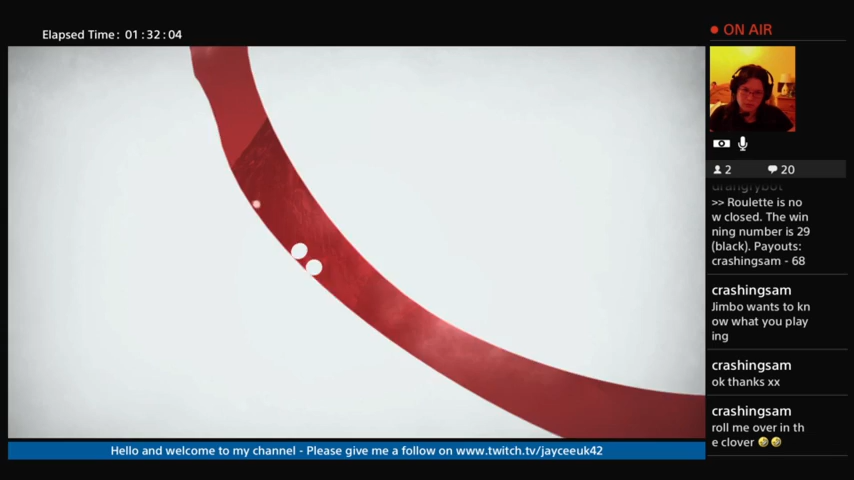 Elapsed Time: 01:32:04
ON AIR
2
20
urangrybot
>> Roulette is no
w closed. The win
ning number is 29
(black). Payouts:
crashingsam - 68
crashingsam
Jimbo wants to kn
ow what you play
ing
crashingsam
ok thanks xx
crashingsam
roll me over in th
e clover 🤣🤣
Hello and welcome to my channel - Please give me a follow on www.twitch.tv/jayceeuk42